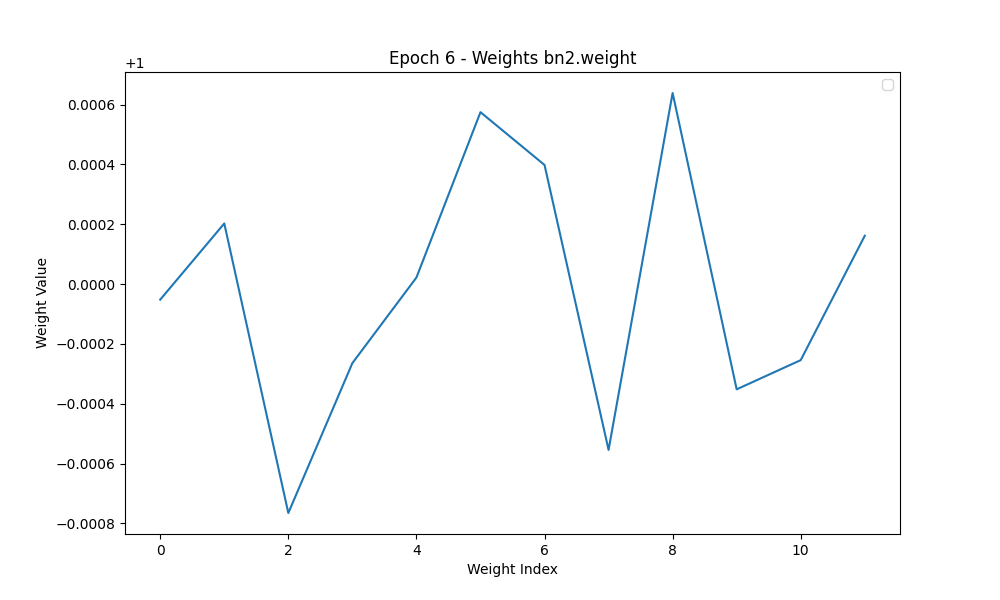 Epoch 6 - Weights bn2.weight
+1
0.0006
0.0004
0.0002
0.0000
−0.0002
−0.0004
−0.0006
−0.0008
Weight Value
0 2 4 6 8 10
Weight Index